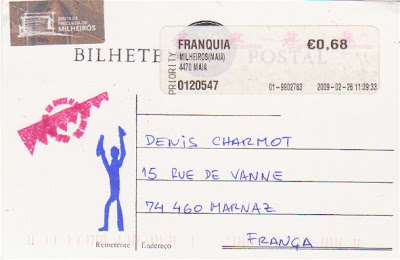 JUNTA DE
FREGUESIA DE
MILHEIROS
BILHETE POSTAL
PRIORITY
FRANQUIA €0,68
MILHEIROS(MAIA)
4470 MAIA
0120547 01-9902763 2009-02-26 11:39:33
DENIS CHARMOT
15 RUE DE VANNE
74 460 MARNAZ
FRANÇA
Remetente Endereço